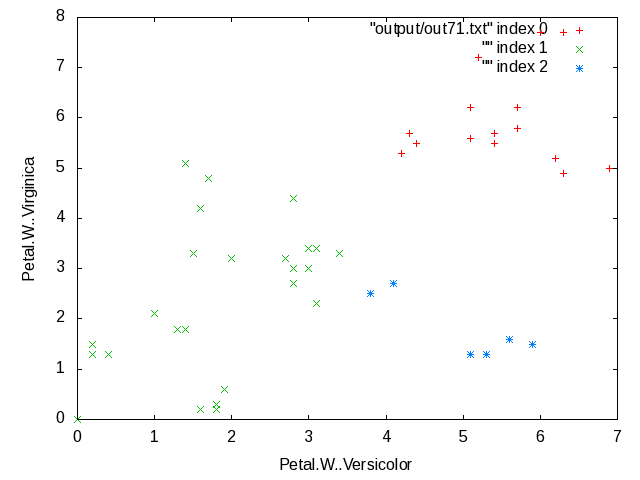 "output/out71.txt" index 0
"" index 1
"" index 2
8
7
6
5
4
3
2
1
0
Petal.W..Virginica
0 1 2 3 4 5 6 7
Petal.W..Versicolor